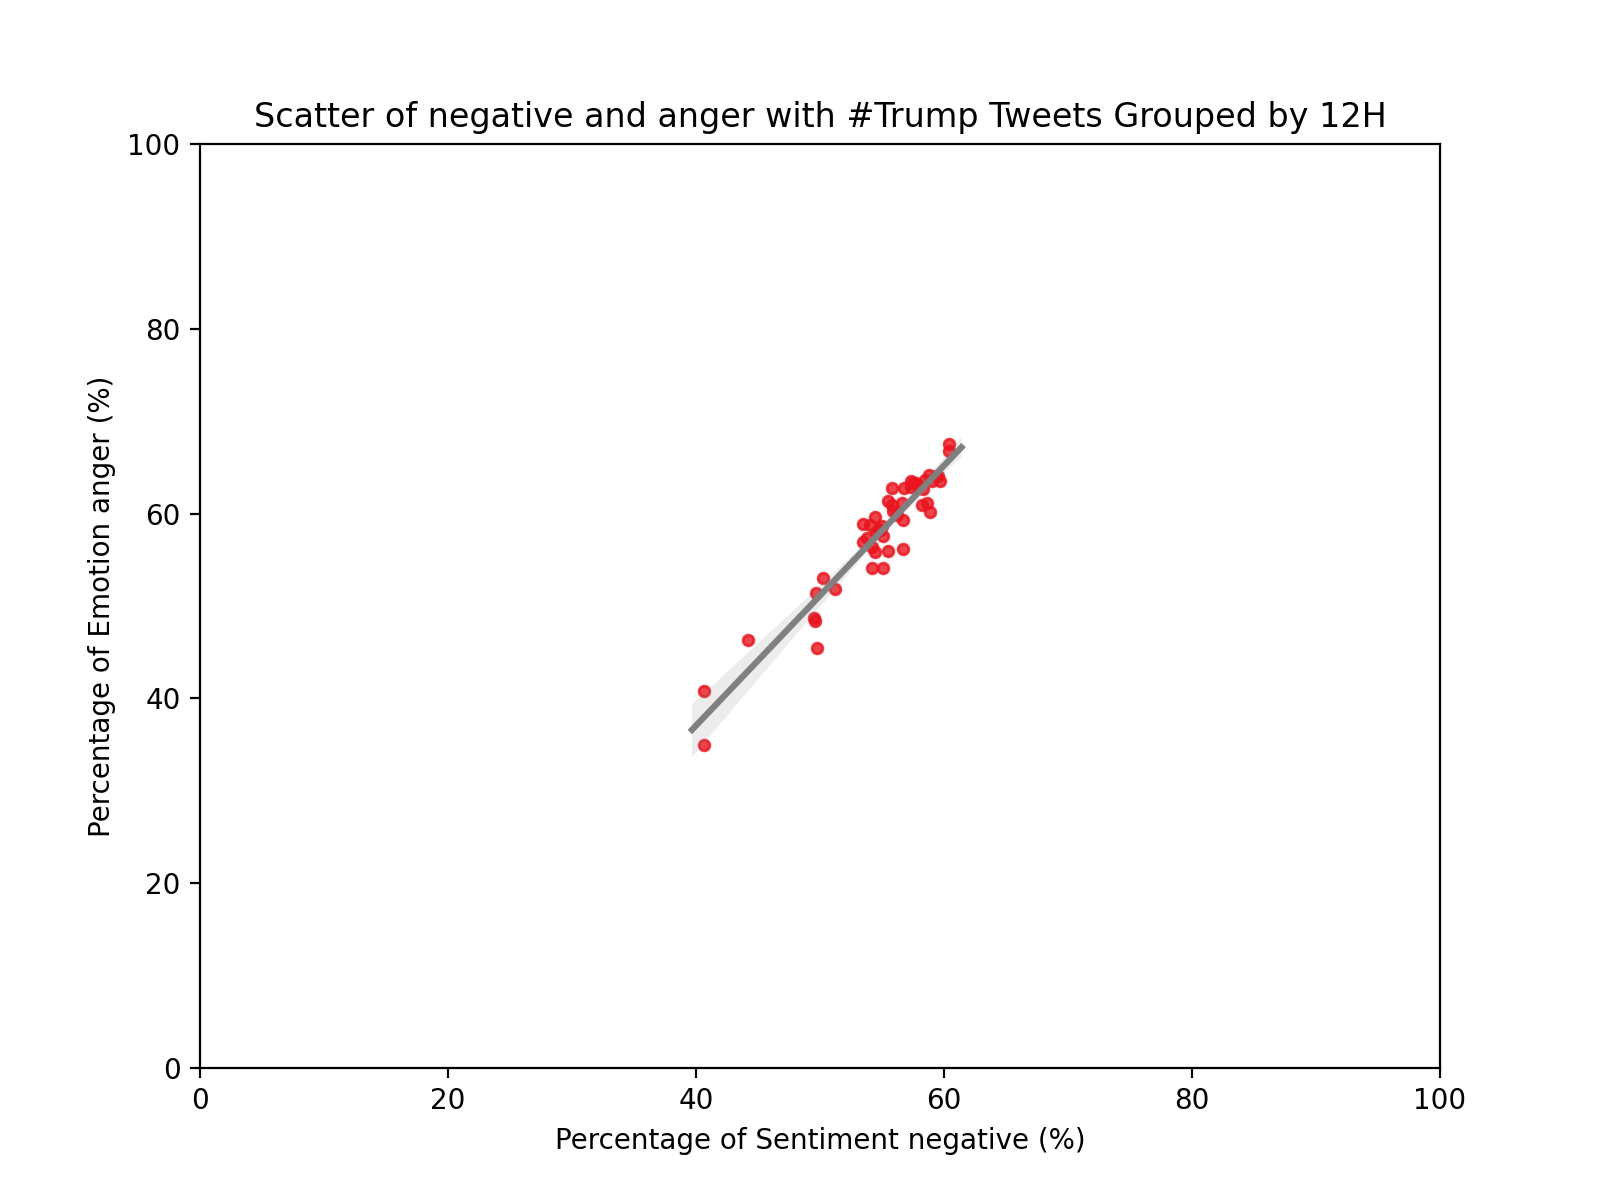 Scatter of negative and anger with #Trump Tweets Grouped by 12H
100
80
60
40
20
0
Percentage of Emotion anger (%)
0 20 40 60 80 100
Percentage of Sentiment negative (%)